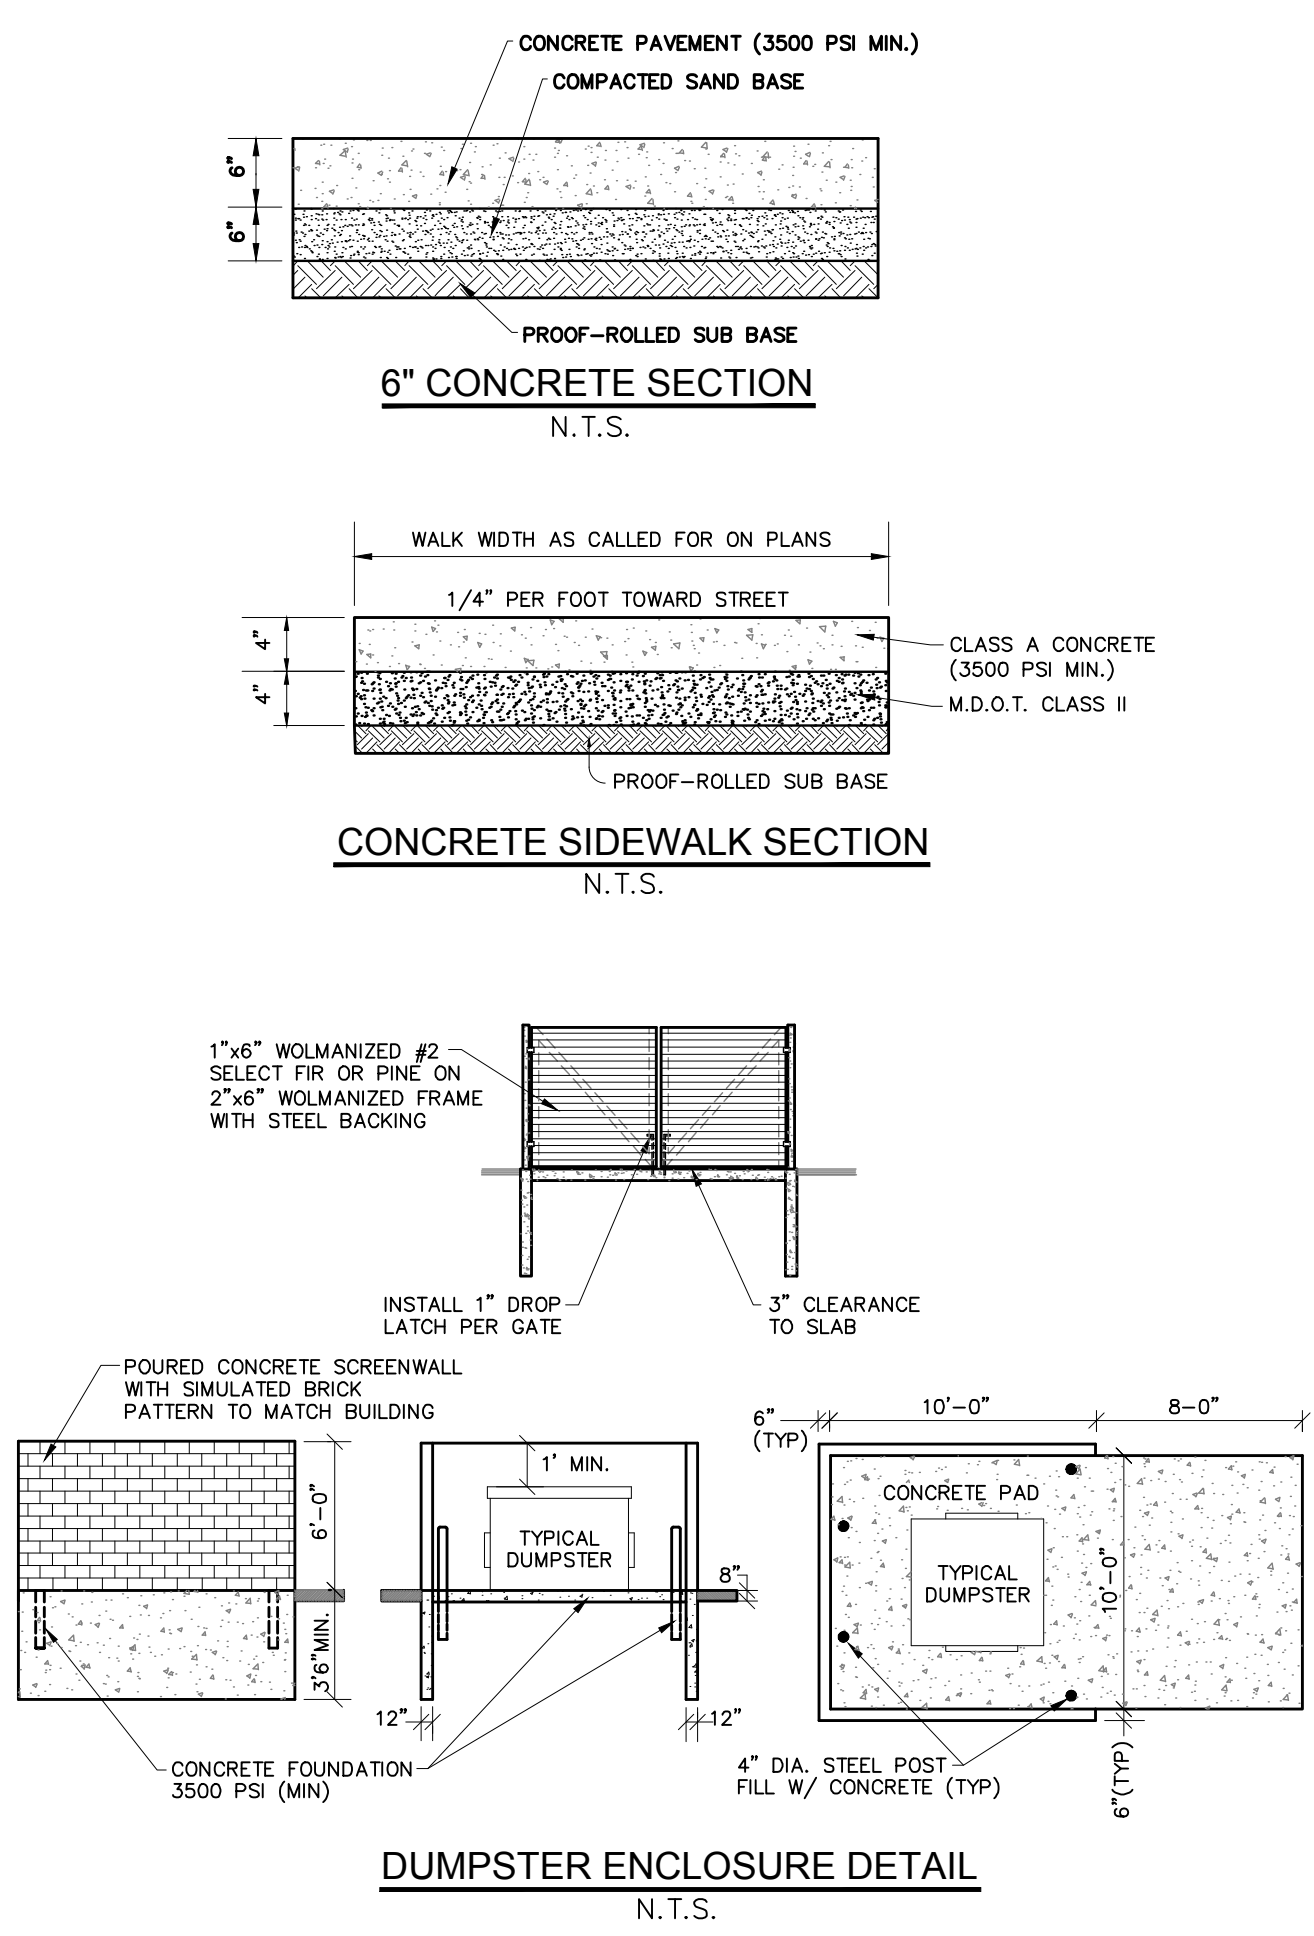 CONCRETE PAVEMENT (3500 PSI MIN.)
COMPACTED SAND BASE
6"
6"
PROOF-ROLLED SUB BASE
6" CONCRETE SECTION
N.T.S.
WALK WIDTH AS CALLED FOR ON PLANS
1/4" PER FOOT TOWARD STREET
4"
4"
CLASS A CONCRETE
(3500 PSI MIN.)
M.D.O.T. CLASS II
PROOF-ROLLED SUB BASE
CONCRETE SIDEWALK SECTION
N.T.S.
1"x6" WOLMANIZED #2
SELECT FIR OR PINE ON
2"x6" WOLMANIZED FRAME
WITH STEEL BACKING
INSTALL 1" DROP
LATCH PER GATE
3" CLEARANCE
TO SLAB
POURED CONCRETE SCREENWALL
WITH SIMULATED BRICK
PATTERN TO MATCH BUILDING
6'-0"
3'6"MIN.
1' MIN.
TYPICAL
DUMPSTER
8"
12"
12"
CONCRETE FOUNDATION
3500 PSI (MIN)
6"
(TYP)
10'-0"
8-0"
CONCRETE PAD
TYPICAL
DUMPSTER
10'-0"
6"(TYP)
4" DIA. STEEL POST
FILL W/ CONCRETE (TYP)
DUMPSTER ENCLOSURE DETAIL
N.T.S.